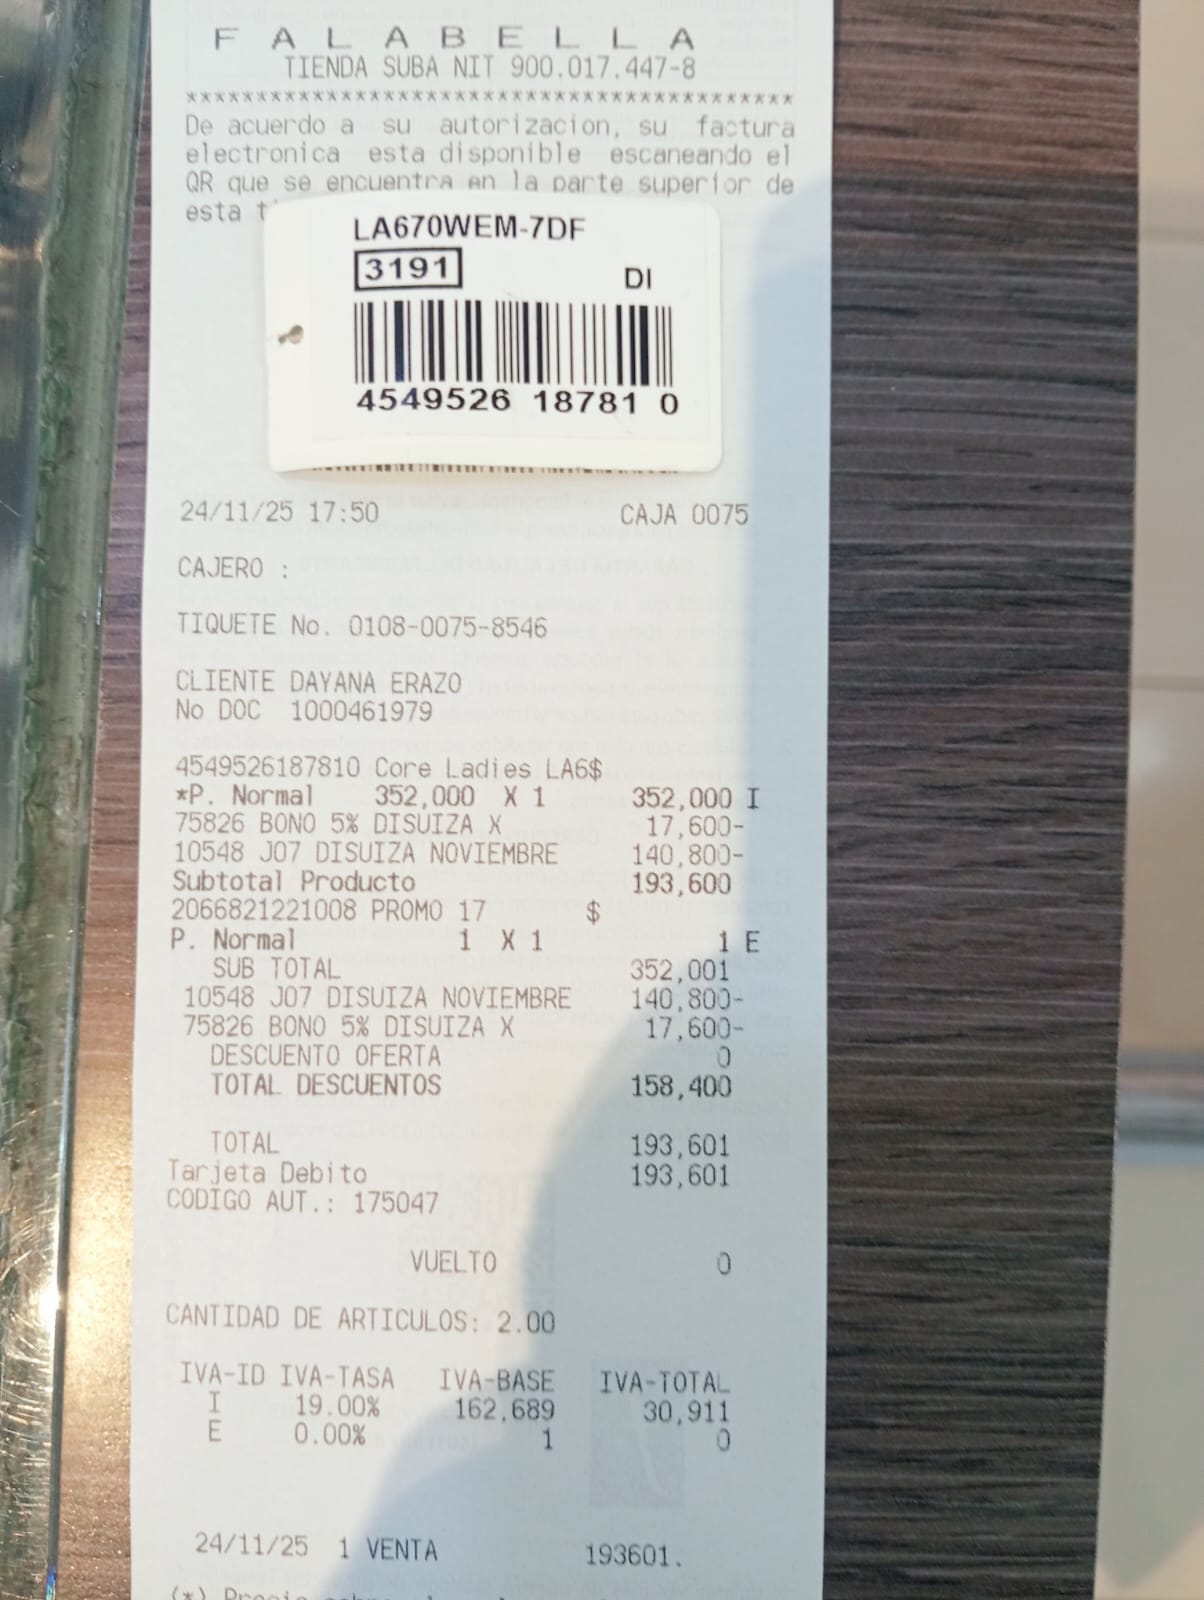 F A L A B E L L A
TIENDA SUBA NIT 900.017.447-8
*******************************************
De acuerdo a su autorizacion, su factura
electronica esta disponible escaneando el
QR que se encuentra en la parte superior de
esta
LA670WEM-7DF
3191
DI
4549526 18781 0
24/11/25 17:50 CAJA 0075
CAJERO :
TIQUETE No. 0108-0075-8546
CLIENTE DAYANA ERAZO
No DOC 1000461979
4549526187810 Core Ladies LA6$
*P. Normal 352,000 X 1 352,000 I
75826 BONO 5% DISUIZA X 17,600-
10548 J07 DISUIZA NOVIEMBRE 140,800-
Subtotal Producto 193,600
2066821221008 PROMO 17 $
P. Normal 1 X 1 1 E
SUB TOTAL 352,001
10548 J07 DISUIZA NOVIEMBRE 140,800-
75826 BONO 5% DISUIZA X 17,600-
DESCUENTO OFERTA 0
TOTAL DESCUENTOS 158,400
TOTAL 193,601
Tarjeta Debito 193,601
CODIGO AUT.: 175047
VUELTO 0
CANTIDAD DE ARTICULOS: 2.00
IVA-ID IVA-TASA IVA-BASE IVA-TOTAL
I 19.00% 162,689 30,911
E 0.00% 1 0
24/11/25 1 VENTA 193601.
(*) Precio